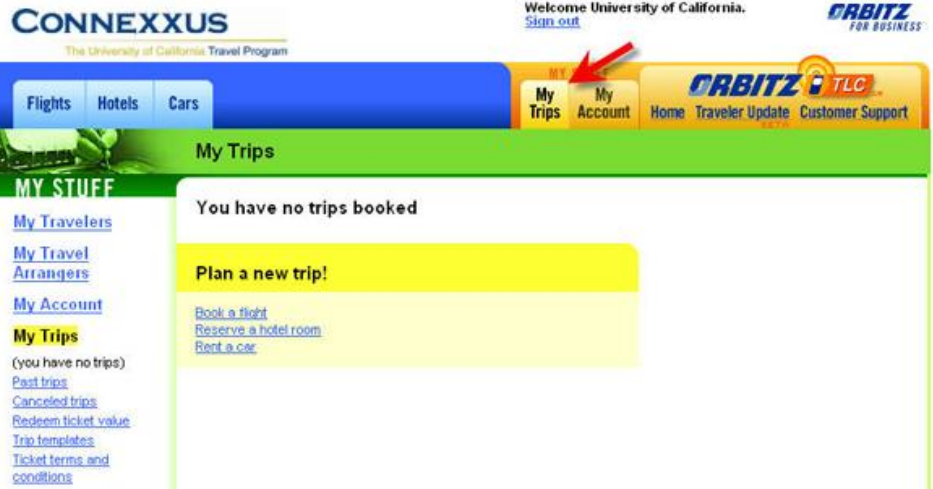 CONNEXXUS
The University of California Travel Program
Welcome University of California.
Sign out
ORBITZ
FOR BUSINESS
Flights Hotels Cars
MY
My Trips
My Account
ORBITZ TLC
Home Traveler Update Customer Support
BETA
My Trips
MY STUFF
My Travelers
My Travel
Arrangers
My Account
My Trips
(you have no trips)
Past trips
Canceled trips
Redeem ticket value
Trip templates
Ticket terms and
conditions
You have no trips booked
Plan a new trip!
Book a flight
Reserve a hotel room
Rent a car